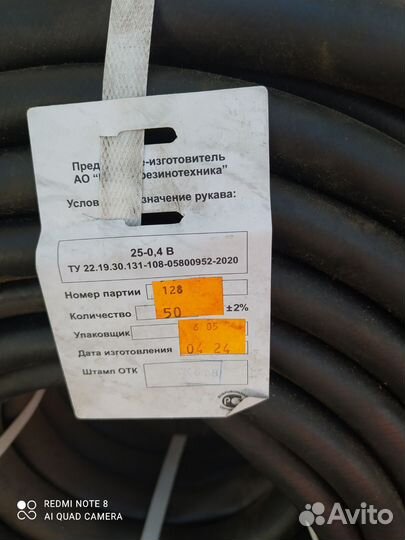 -изготовитель
АО "
резинотехника"
значение рукава:
25-0,4 В
ТУ 22.19.30.131-108-05800952-2020
Номер партии 128
Количество 50 ±2%
Упаковщик 6 05
Дата изготовления 04 24
Штамп ОТК
REDMI NOTE 8
AI QUAD CAMERA
Avito